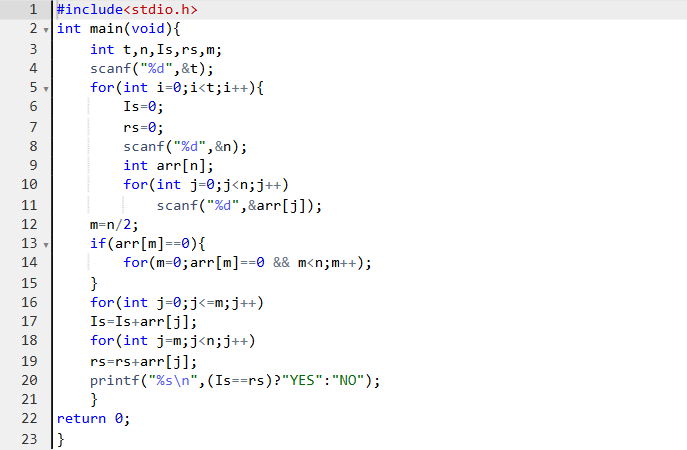 1 #include<stdio.h>
2 int main(void){
3 int t,n,Is,rs,m;
4 scanf("%d",&t);
5 for(int i=0;i<t;i++){
6 Is=0;
7 rs=0;
8 scanf("%d",&n);
9 int arr[n];
10 for(int j=0;j<n;j++)
11 scanf("%d",&arr[j]);
12 m=n/2;
13 if(arr[m]==0){
14 for(m=0;arr[m]==0 && m<n;m++);
15 }
16 for(int j=0;j<=m;j++)
17 Is=Is+arr[j];
18 for(int j=m;j<n;j++)
19 rs=rs+arr[j];
20 printf("%s\n",(Is==rs)?"YES":"NO");
21 }
22 return 0;
23 }